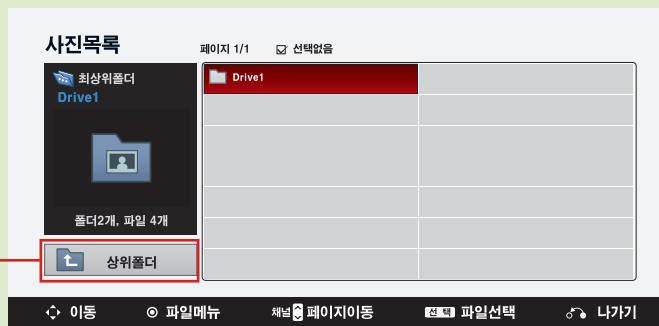 사진목록
페이지 1/1 선택없음
최상위폴더
Drive1
폴더2개, 파일 4개
상위폴더
Drive1
이동 파일메뉴 채널 페이지이동 선택 파일선택 나가기